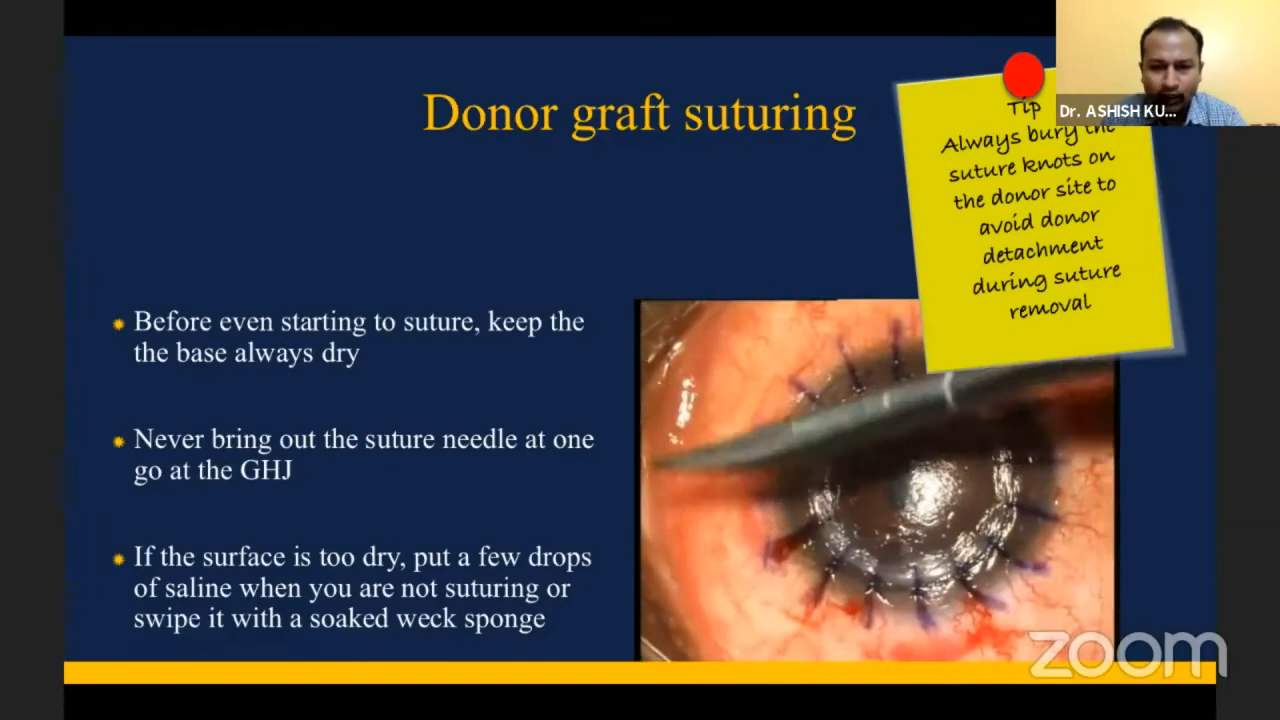 Donor graft suturing
Tip
Always bury the
suture knots on
the donor site to
avoid donor
detachment
during suture
removal
Dr. ASHISH KU...
Before even starting to suture, keep the
the base always dry
Never bring out the suture needle at one
go at the GHJ
If the surface is too dry, put a few drops
of saline when you are not suturing or
swipe it with a soaked weck sponge
zoom